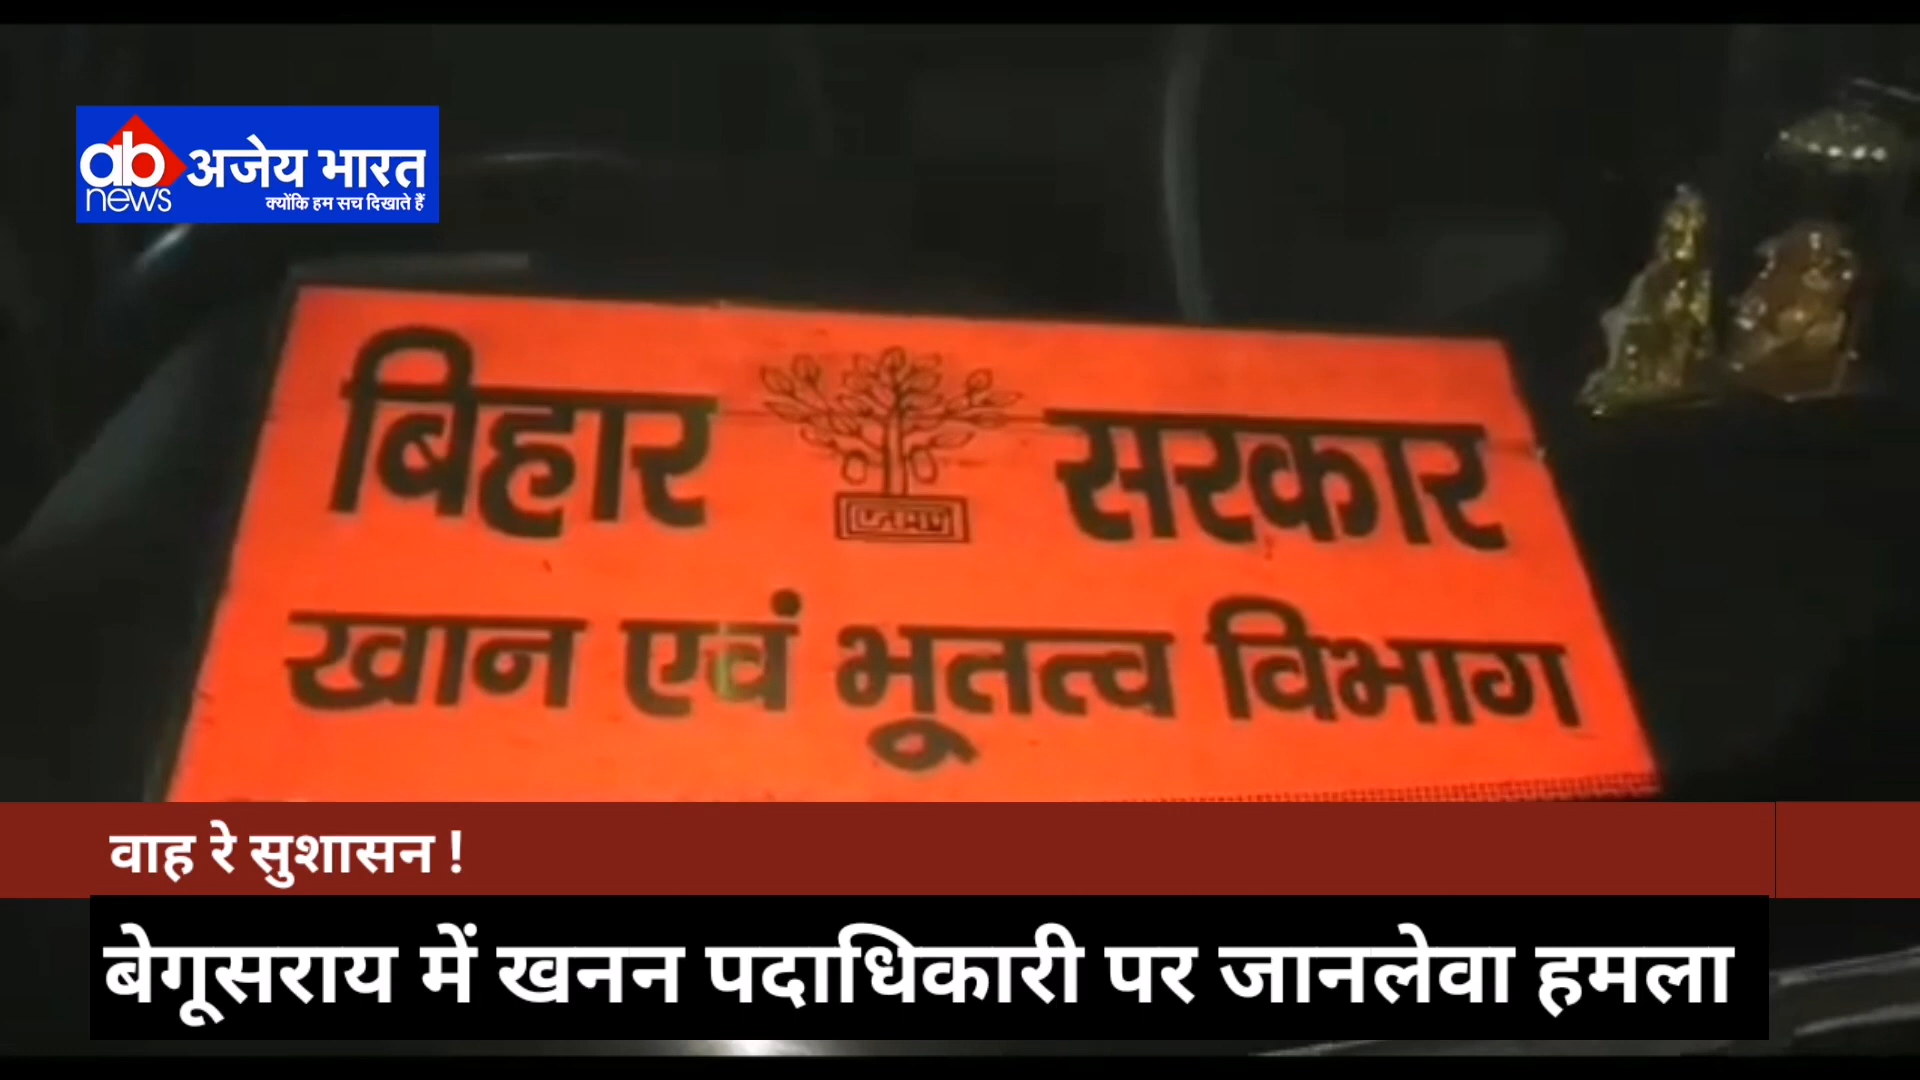 ab news अजेय भारत
क्योंकि हम सच दिखाते हैं
बिहार सरकार
खान एवं भूतत्व विभाग
वाह रे सुशासन !
बेगूसराय में खनन पदाधिकारी पर जानलेवा हमला